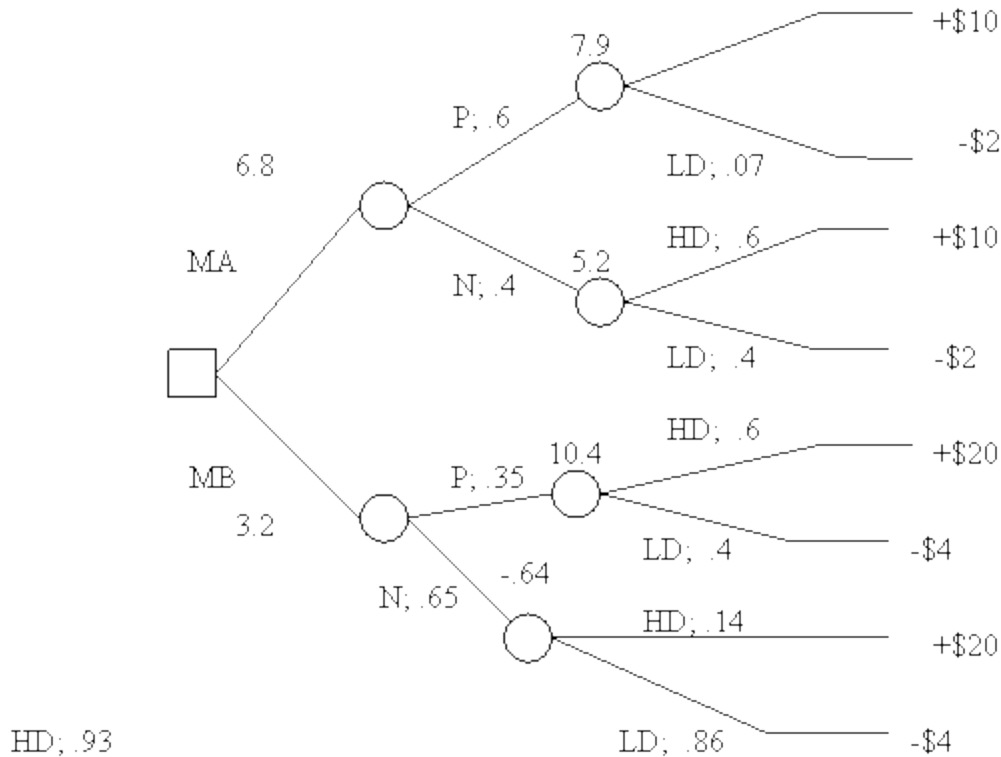 +$10
7.9
P; .6
-$2
6.8
LD; .07
HD; .6
+$10
MA
5.2
N; .4
LD; .4
-$2
HD; .6
+$20
10.4
MB
P; .35
3.2
LD; .4
-$4
-.64
N; .65
HD; .14
+$20
HD; .93
LD; .86
-$4